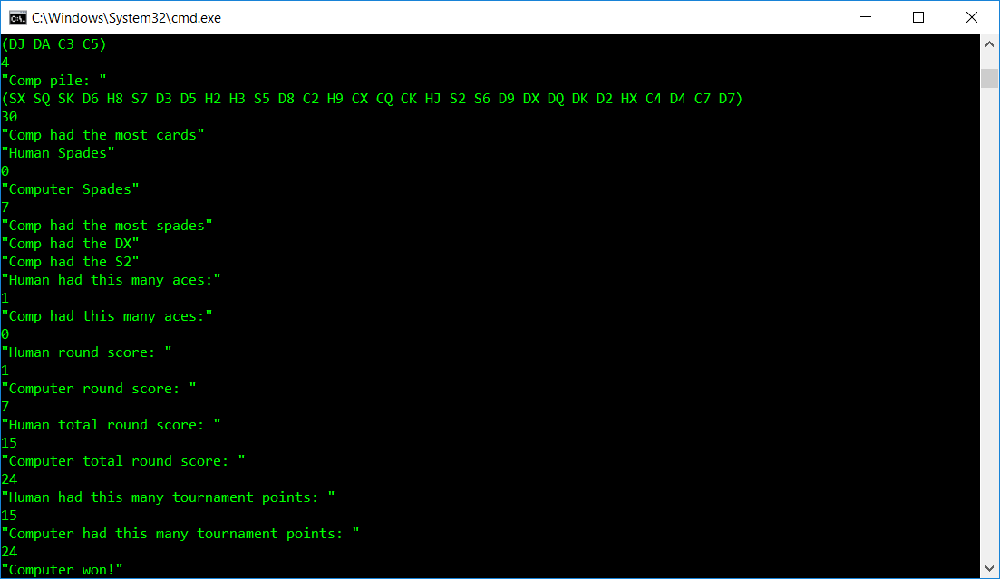 C:\Windows\System32\cmd.exe
(DJ DA C3 C5)
4
"Comp pile: "
(SX SQ SK D6 H8 S7 D3 D5 H2 H3 S5 D8 C2 H9 CX CQ CK HJ S2 S6 D9 DX DQ DK D2 HX C4 D4 C7 D7)
30
"Comp had the most cards"
"Human Spades"
0
"Computer Spades"
7
"Comp had the most spades"
"Comp had the DX"
"Comp had the S2"
"Human had this many aces:"
1
"Comp had this many aces:"
0
"Human round score: "
1
"Computer round score: "
7
"Human total round score: "
15
"Computer total round score: "
24
"Human had this many tournament points: "
15
"Computer had this many tournament points: "
24
"Computer won!"